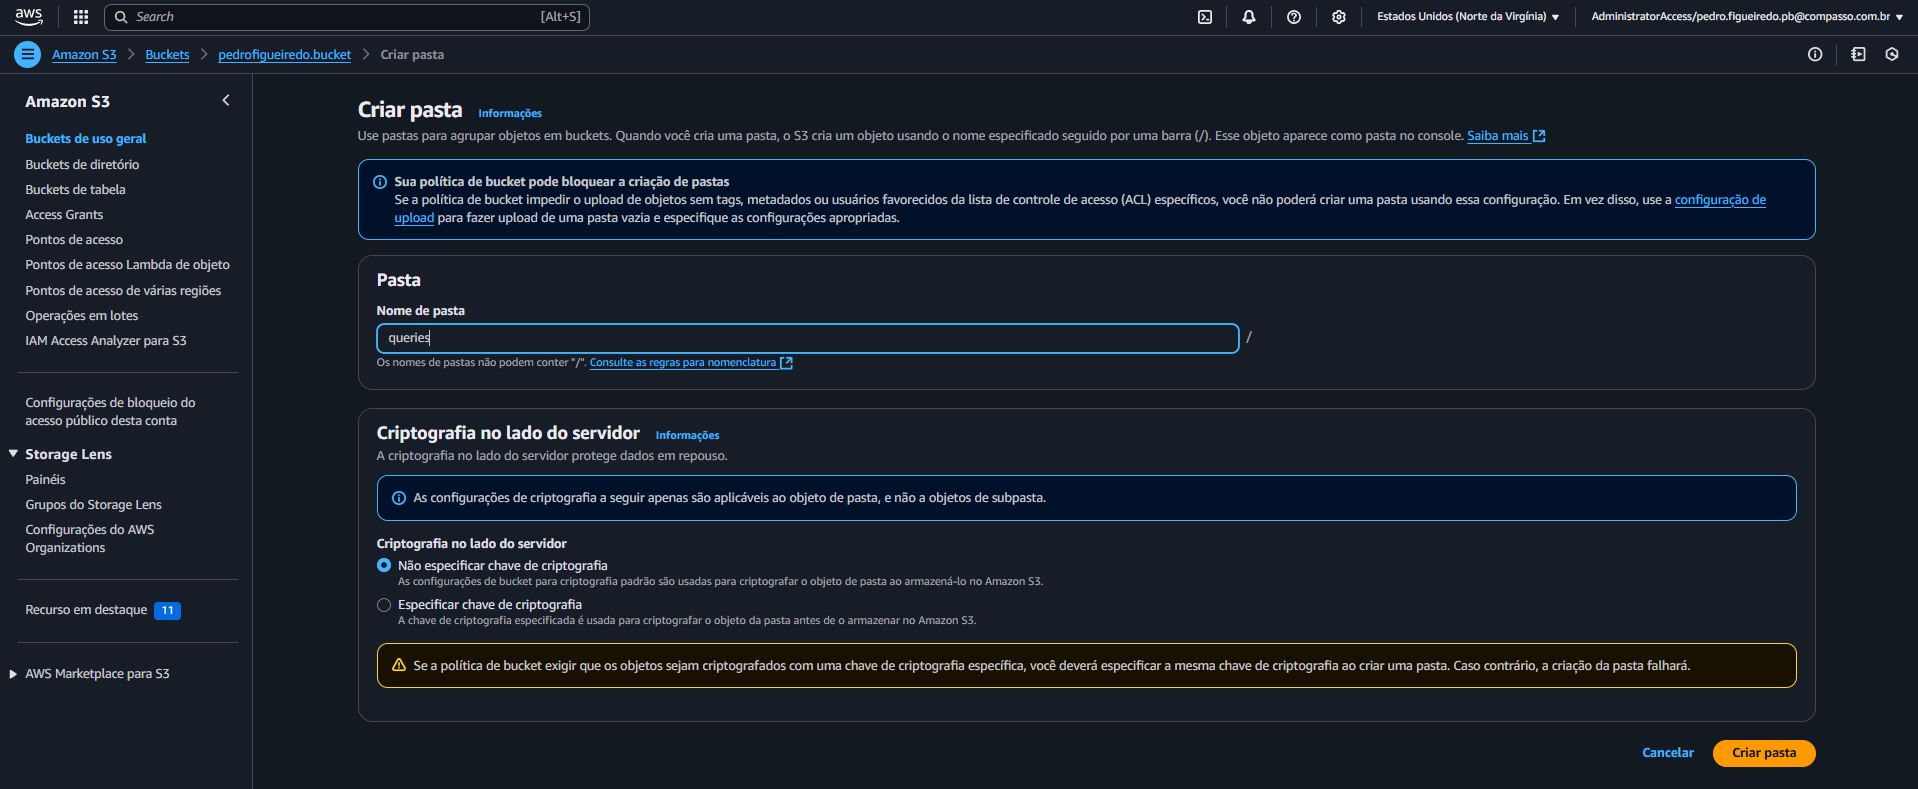 aws
Search
[Alt+S]
Estados Unidos (Norte da Virgínia)
AdministratorAccess/pedro.figueiredo.pb@compasso.com.br
Amazon S3 > Buckets > pedrofigueiredo.bucket > Criar pasta
Amazon S3
Buckets de uso geral
Buckets de diretório
Buckets de tabela
Access Grants
Pontos de acesso
Pontos de acesso Lambda de objeto
Pontos de acesso de várias regiões
Operações em lotes
IAM Access Analyzer para S3
Configurações de bloqueio do
acesso público desta conta
Storage Lens
Painéis
Grupos do Storage Lens
Configurações do AWS
Organizations
Recurso em destaque 11
AWS Marketplace para S3
Criar pasta Informações
Use pastas para agrupar objetos em buckets. Quando você cria uma pasta, o S3 cria um objeto usando o nome especificado seguido por uma barra (/). Esse objeto aparece como pasta no console. Saiba mais
Sua política de bucket pode bloquear a criação de pastas
Se a política de bucket impedir o upload de objetos sem tags, metadados ou usuários favorecidos da lista de controle de acesso (ACL) específicos, você não poderá criar uma pasta usando essa configuração. Em vez disso, use a configuração de
upload para fazer upload de uma pasta vazia e especifique as configurações apropriadas.
Pasta
Nome de pasta
queries /
Os nomes de pastas não podem conter "/". Consulte as regras para nomenclatura
Criptografia no lado do servidor Informações
A criptografia no lado do servidor protege dados em repouso.
As configurações de criptografia a seguir apenas são aplicáveis ao objeto de pasta, e não a objetos de subpasta.
Criptografia no lado do servidor
Não especificar chave de criptografia
As configurações de bucket para criptografia padrão são usadas para criptografar o objeto de pasta ao armazená-lo no Amazon S3.
Especificar chave de criptografia
A chave de criptografia especificada é usada para criptografar o objeto da pasta antes de o armazenar no Amazon S3.
Se a política de bucket exigir que os objetos sejam criptografados com uma chave de criptografia específica, você deverá especificar a mesma chave de criptografia ao criar uma pasta. Caso contrário, a criação da pasta falhará.
Cancelar
Criar pasta